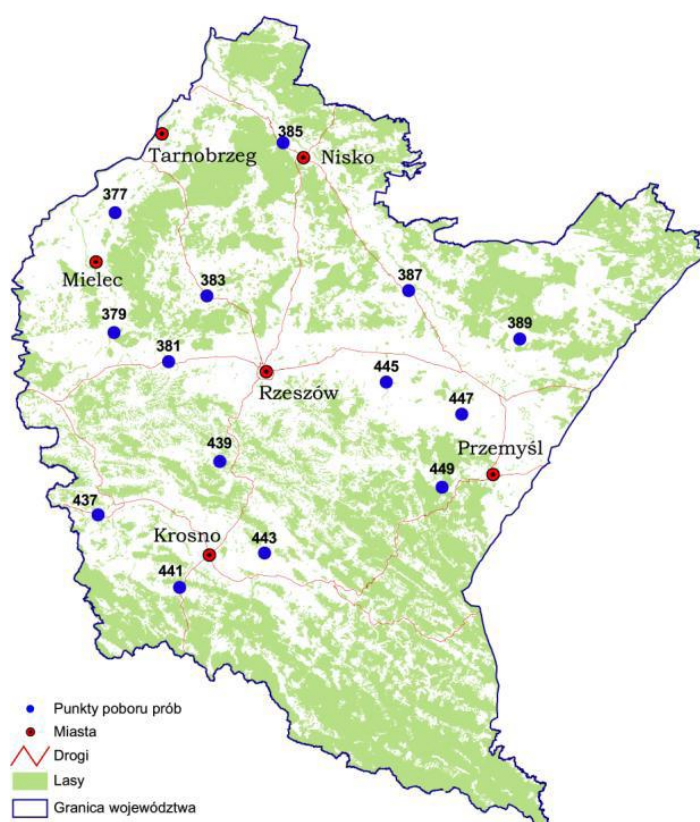 385
Tarnobrzeg
Nisko
377
Mielec
383
387
379
389
381
Rzeszów
445
447
439
Przemyśl
449
437
Krosno
443
441
Punkty poboru prób
Miasta
Drogi
Lasy
Granica województwa